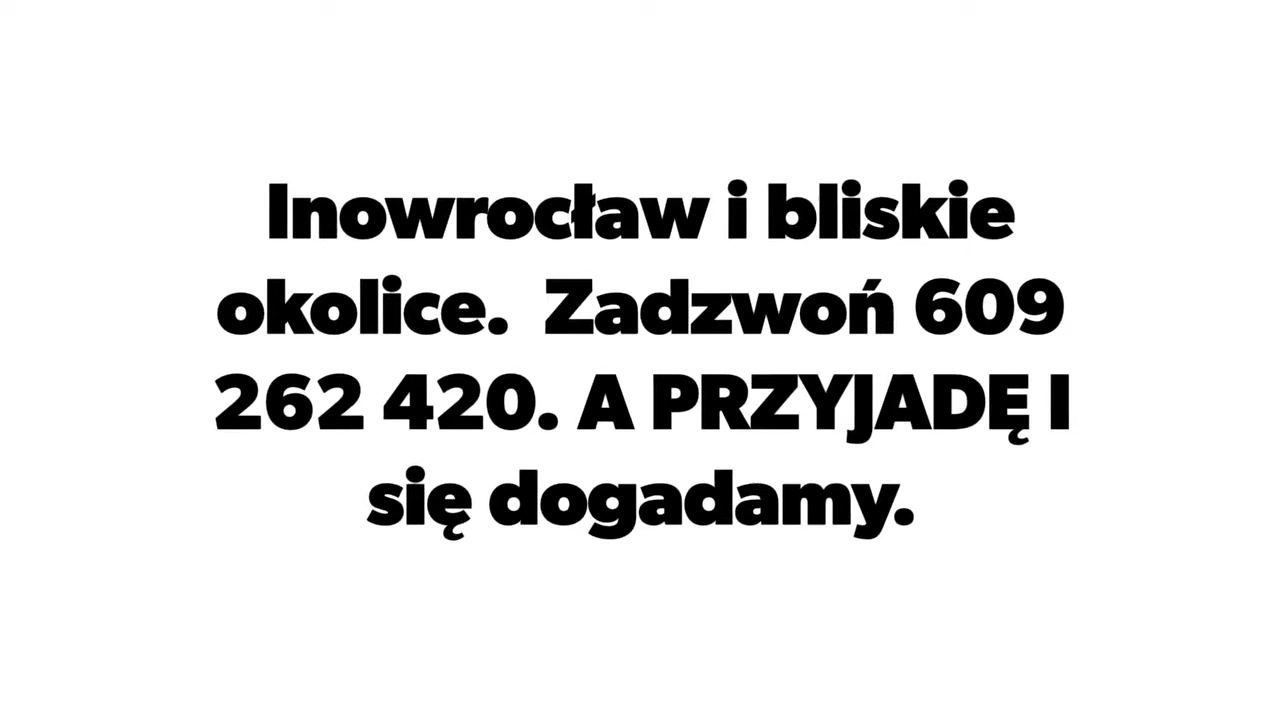 Inowrocław i bliskie
okolice. Zadzwoń 609
262 420. A PRZYJADĘ I
się dogadamy.